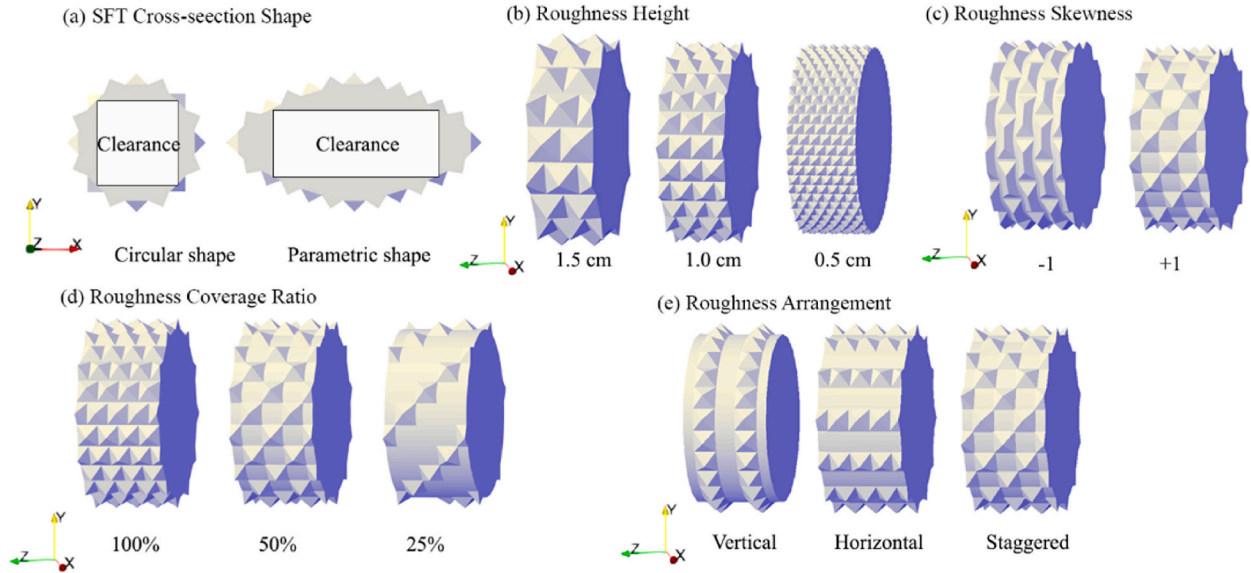 (a) SFT Cross-seection Shape
Clearance
Clearance
Y
Z
X
Circular shape
Parametric shape
(b) Roughness Height
Y
Z
X
1.5 cm
1.0 cm
0.5 cm
(c) Roughness Skewness
Y
Z
X
-1
+1
(d) Roughness Coverage Ratio
Y
Z
X
100%
50%
25%
(e) Roughness Arrangement
Y
Z
X
Vertical
Horizontal
Staggered